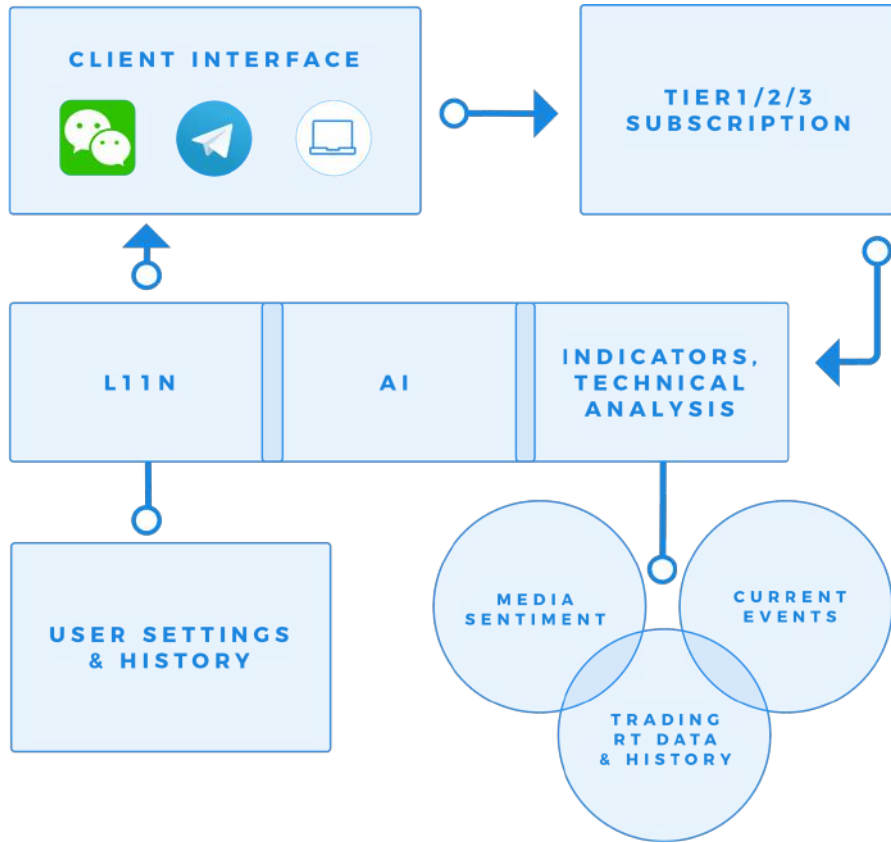 CLIENT INTERFACE
TIER1/2/3
SUBSCRIPTION
L11N
AI
INDICATORS,
TECHNICAL
ANALYSIS
USER SETTINGS
& HISTORY
MEDIA
SENTIMENT
CURRENT
EVENTS
TRADING
RT DATA
& HISTORY